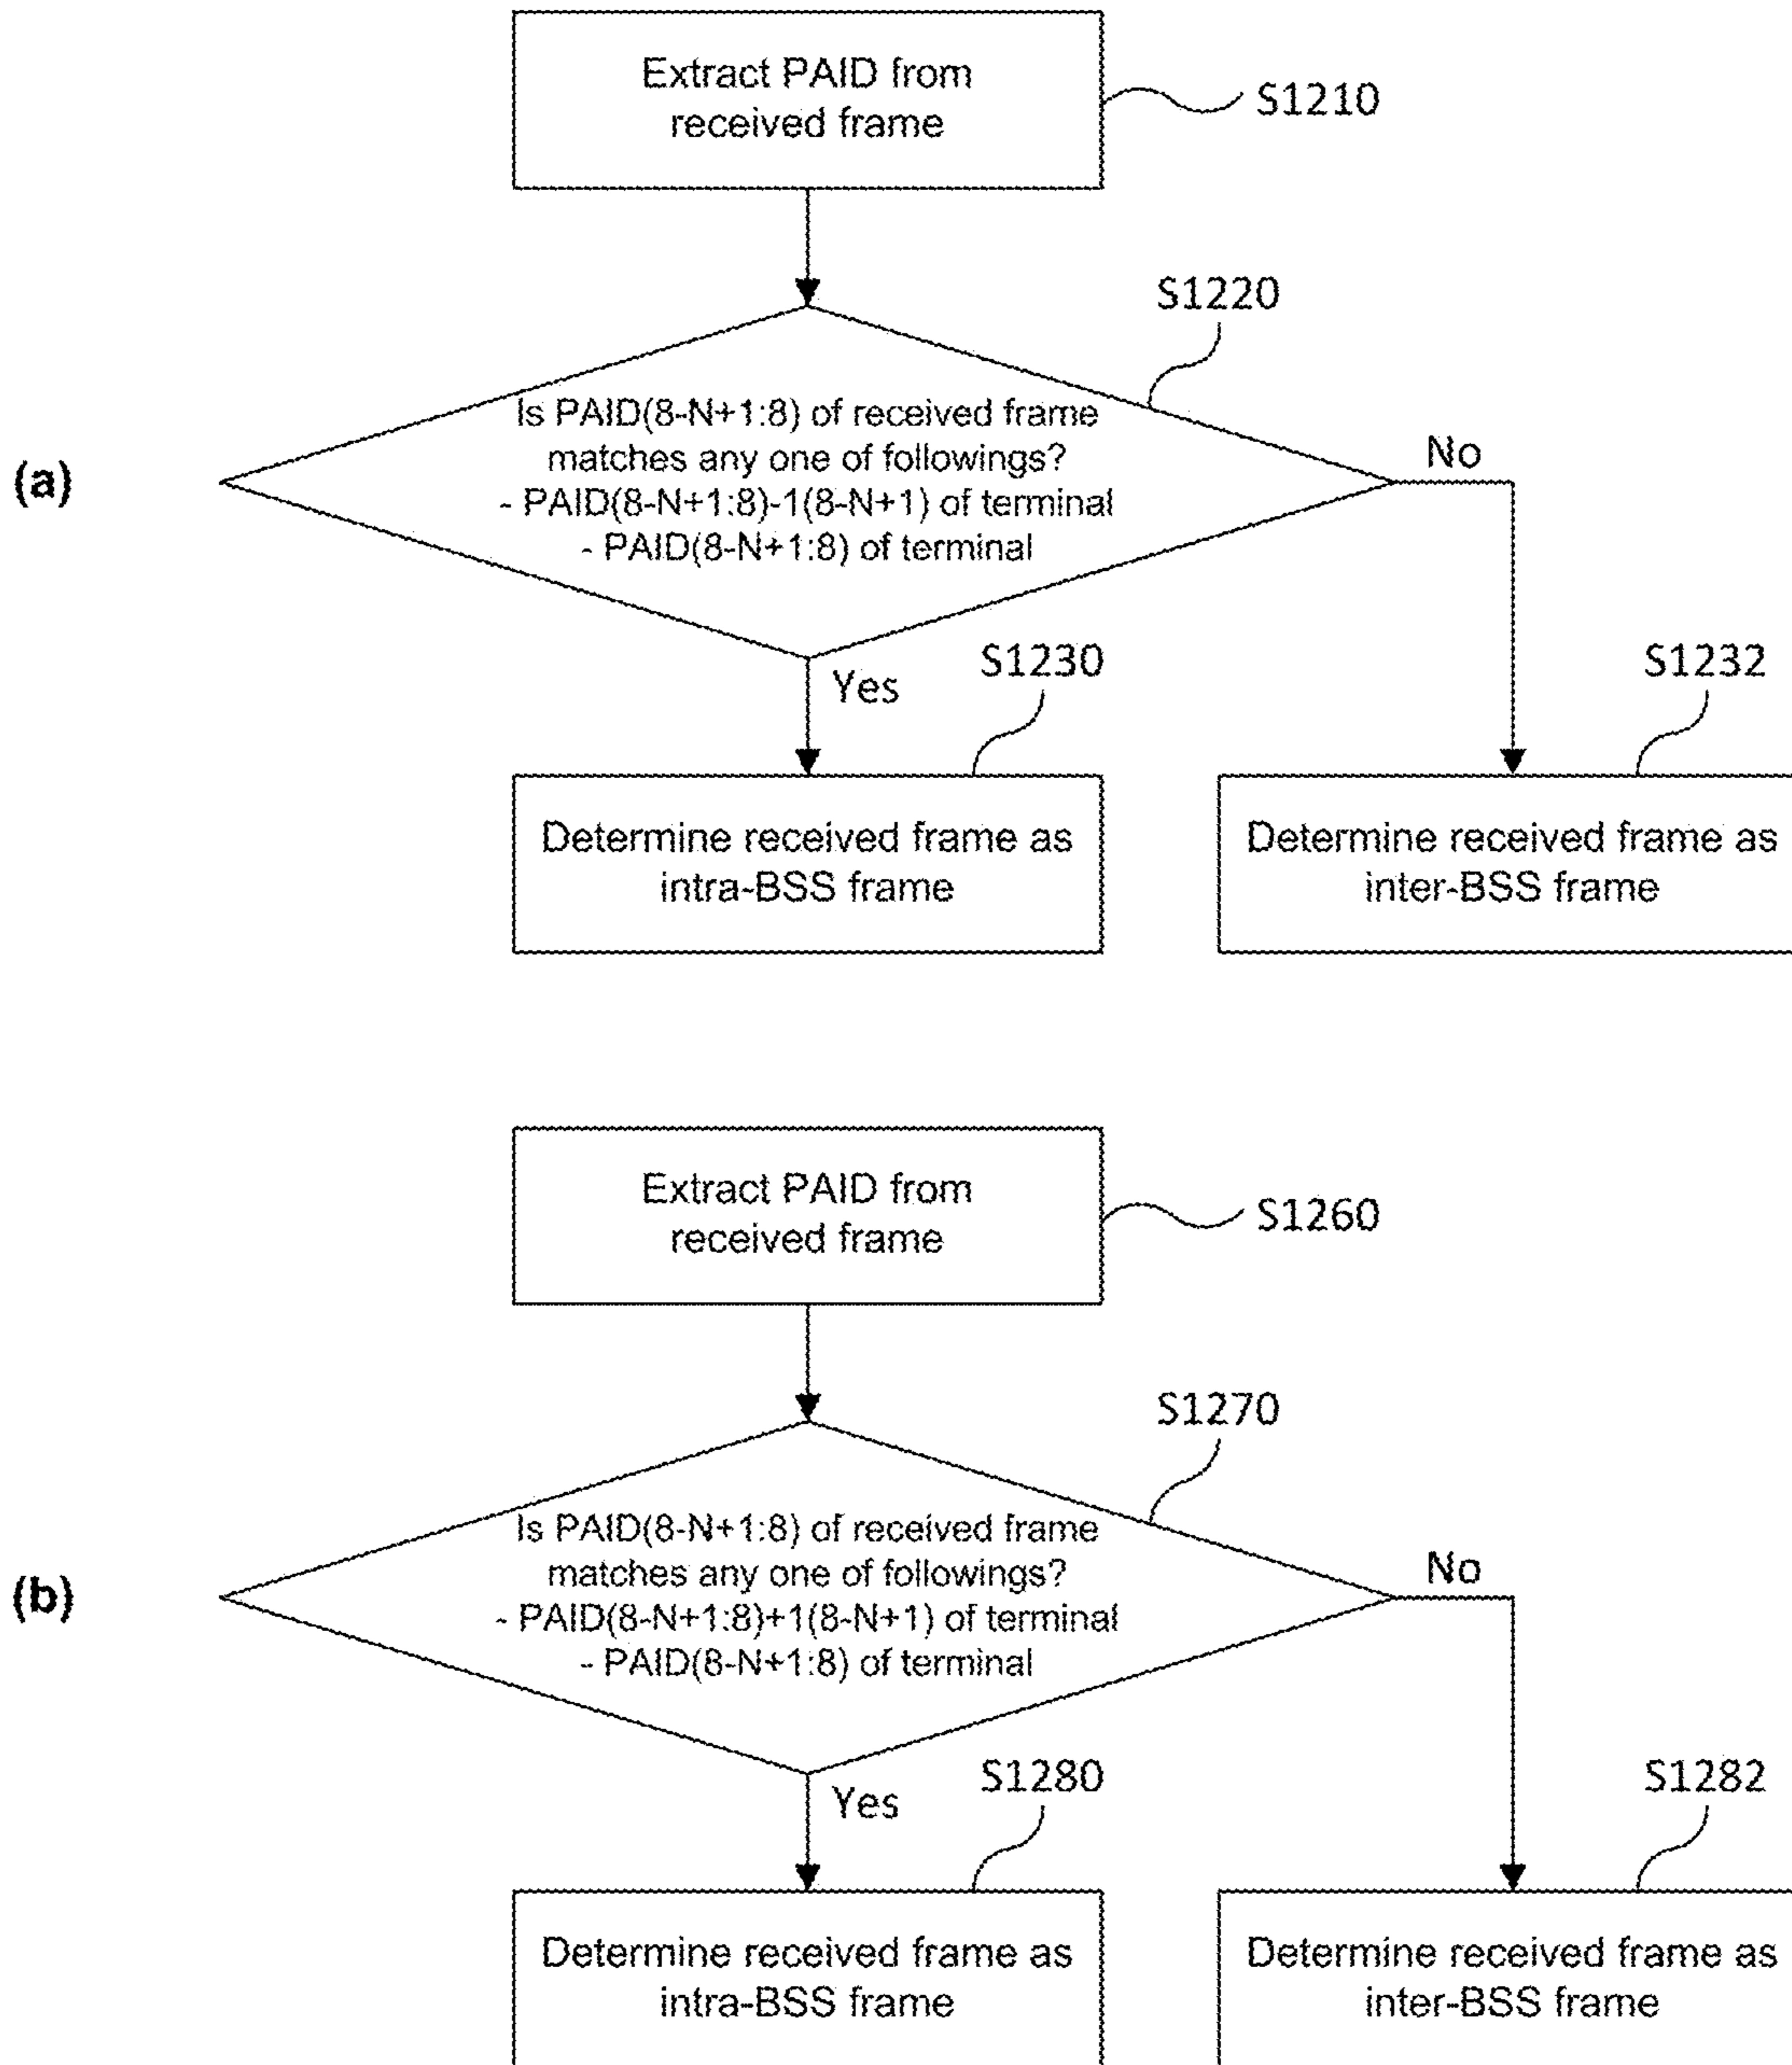 Extract PAID from
received frame
S1210
S1220
(a)
Is PAID(8-N+1:8) of received frame
matches any one of followings?
- PAID(8-N+1:8)-1(8-N+1) of terminal
- PAID(8-N+1:8) of terminal
No
Yes
S1230
S1232
Determine received frame as
intra-BSS frame
Determine received frame as
inter-BSS frame
Extract PAID from
received frame
S1260
S1270
(b)
Is PAID(8-N+1:8) of received frame
matches any one of followings?
- PAID(8-N+1:8)+1(8-N+1) of terminal
- PAID(8-N+1:8) of terminal
No
Yes
S1280
S1282
Determine received frame as
intra-BSS frame
Determine received frame as
inter-BSS frame